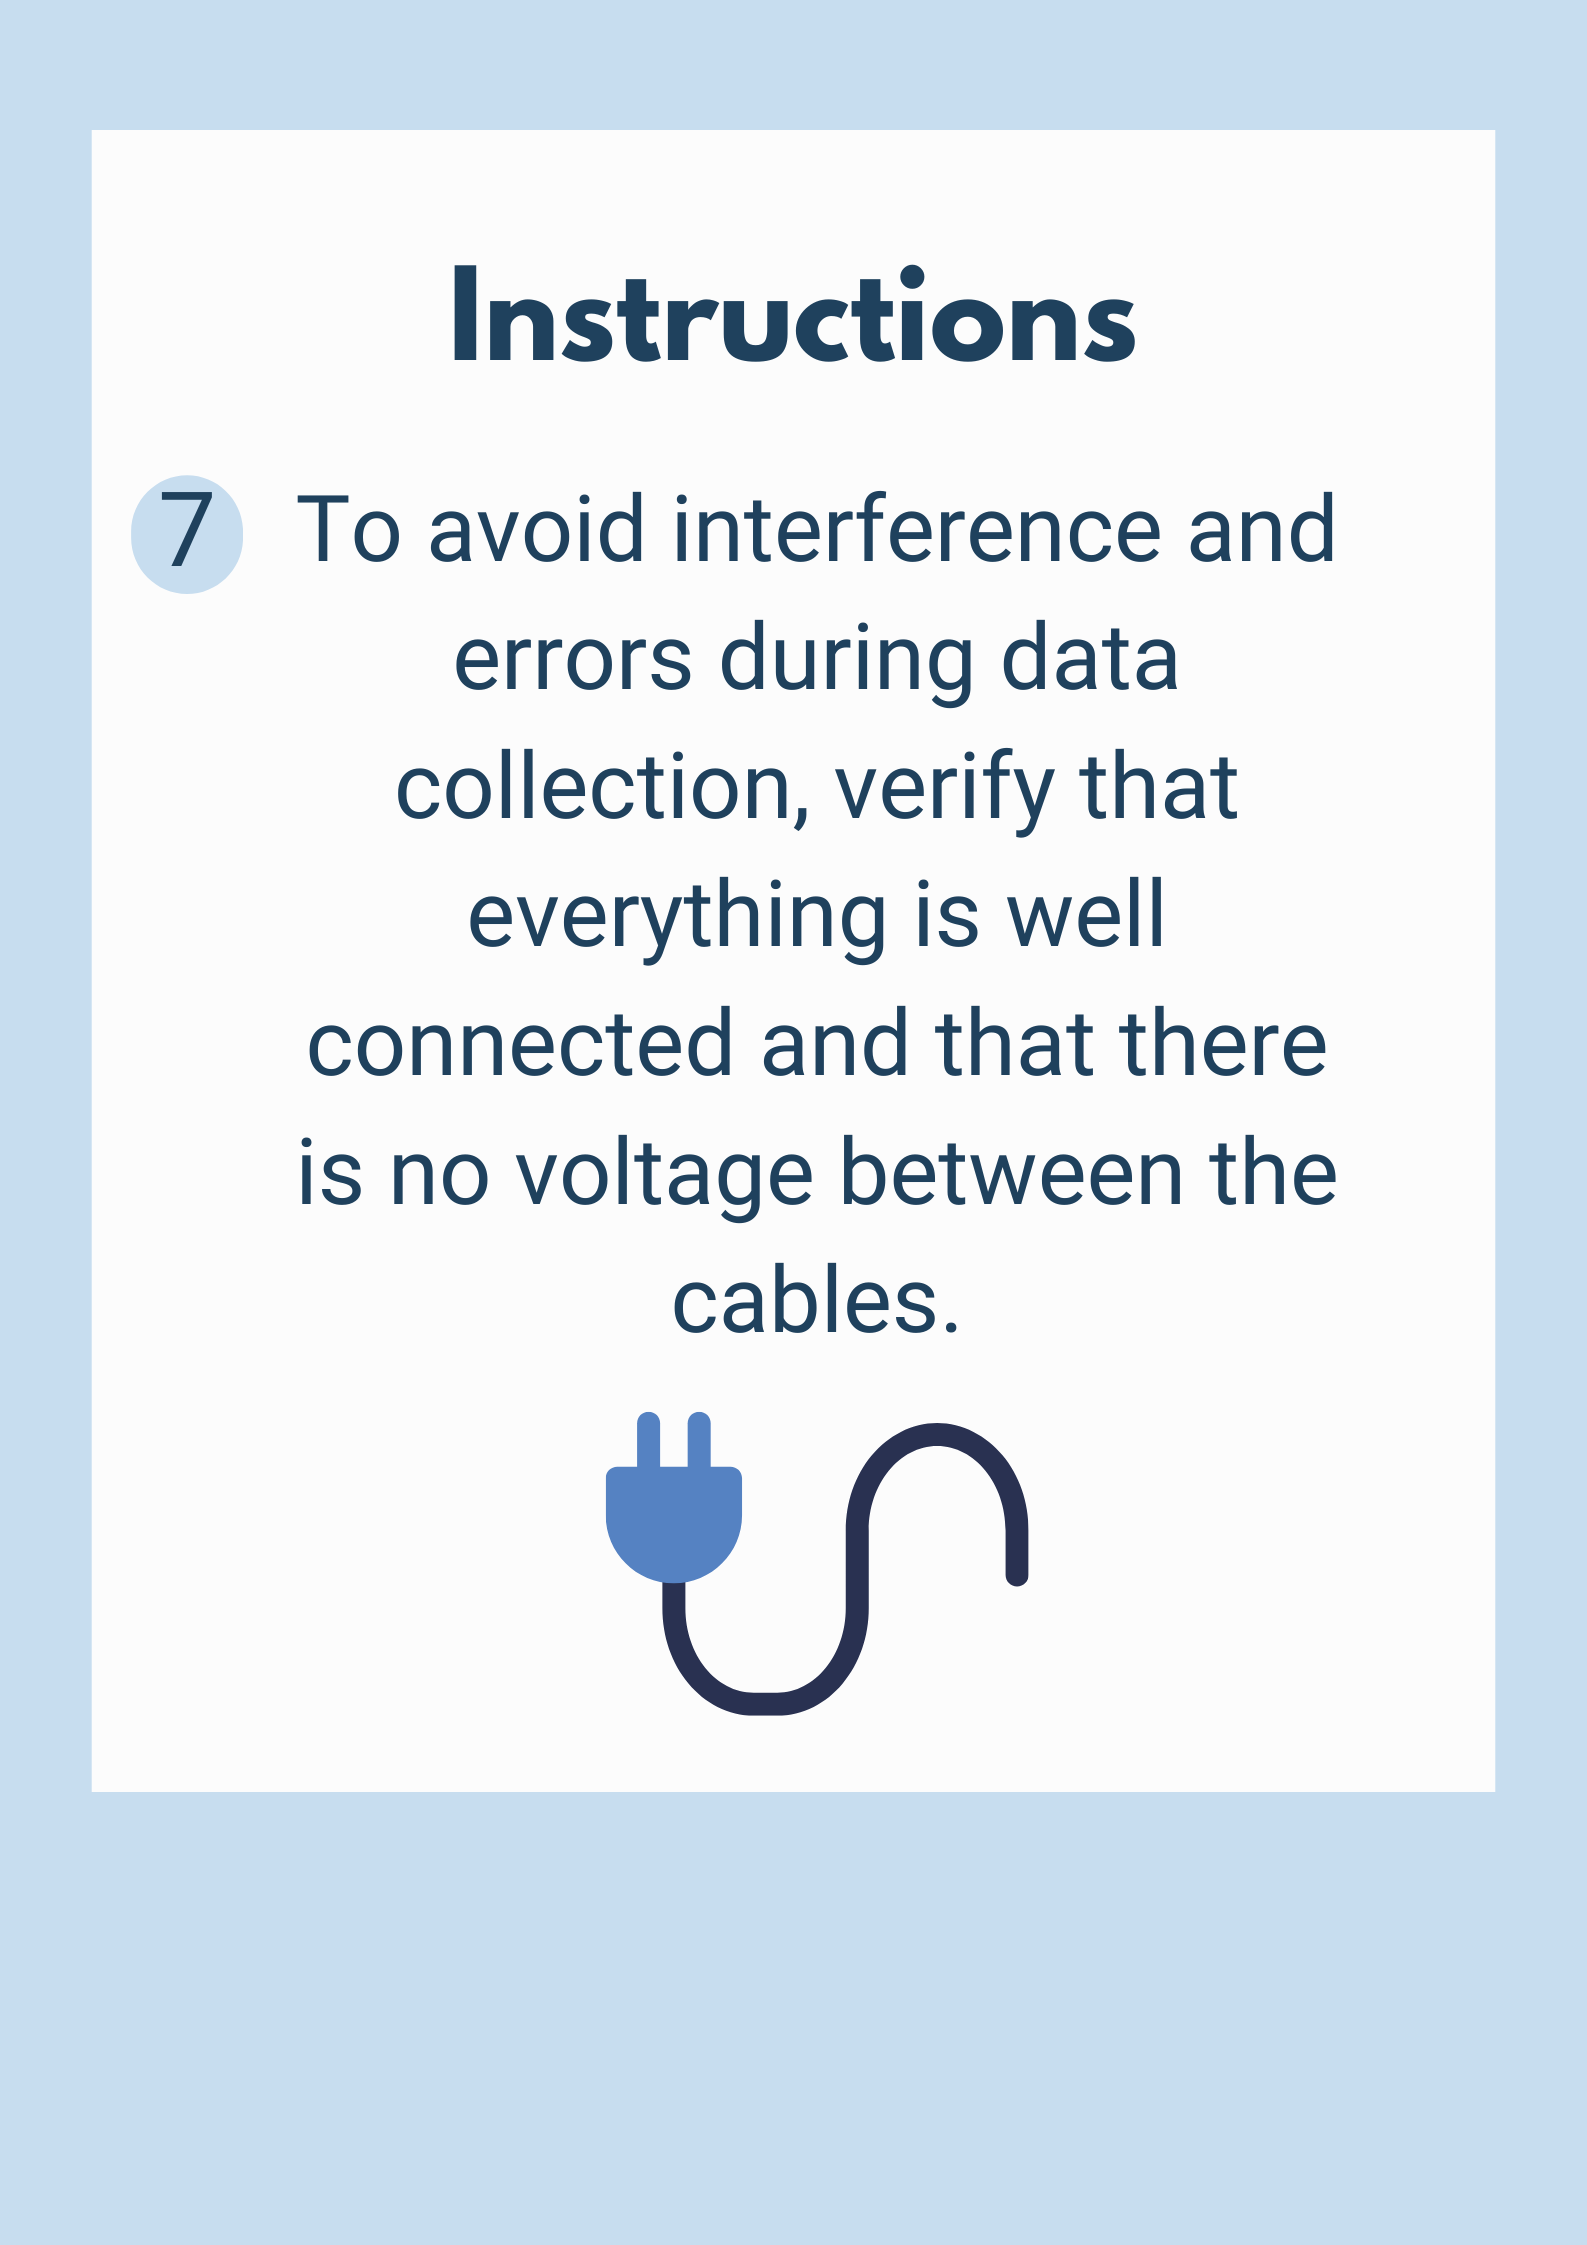 Instructions
7 To avoid interference and
errors during data
collection, verify that
everything is well
connected and that there
is no voltage between the
cables.